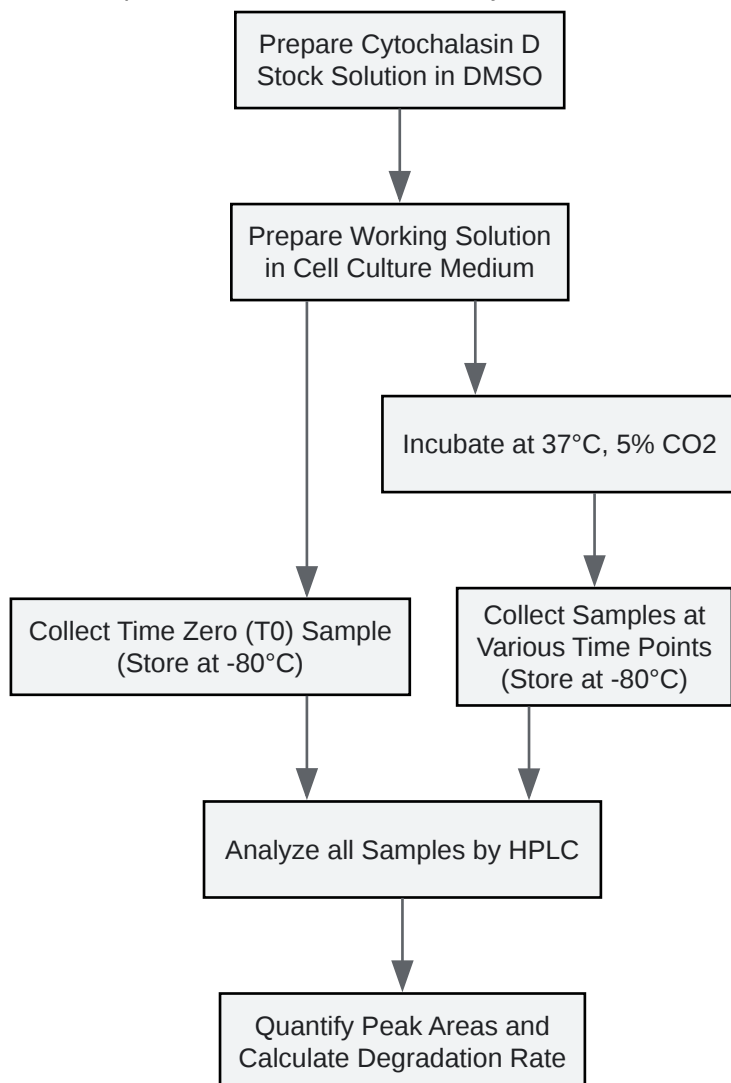 Prepare Cytochalasin D
Stock Solution in DMSO
Prepare Working Solution
in Cell Culture Medium
Incubate at 37°C, 5% CO2
Collect Time Zero (T0) Sample
(Store at -80°C)
Collect Samples at
Various Time Points
(Store at -80°C)
Analyze all Samples by HPLC
Quantify Peak Areas and
Calculate Degradation Rate